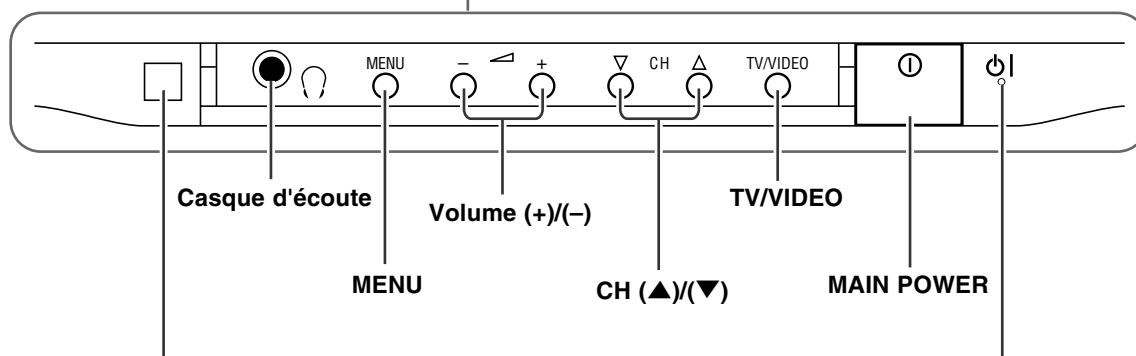 MENU – + ▽ CH △ TV/VIDEO
Casque d'écoute
Volume (+)/(–)
TV/VIDEO
MENU
CH (▲)/(▼)
MAIN POWER